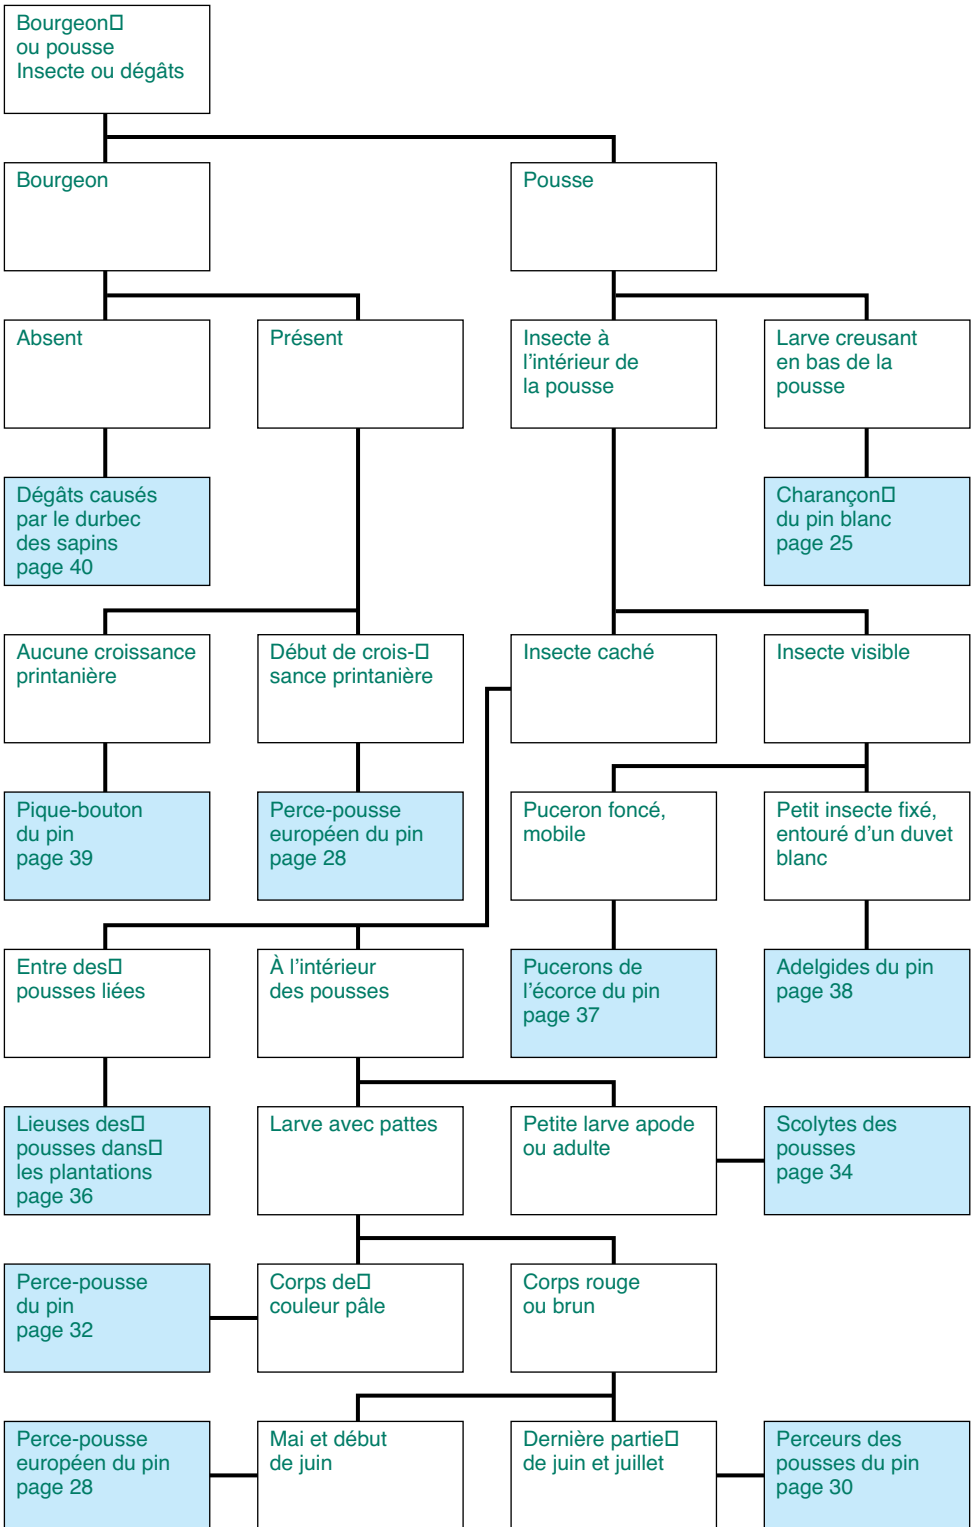 Bourgeon
ou pousse
Insecte ou dégâts
Bourgeon
Pousse
Absent
Présent
Insecte à
l'intérieur de
la pousse
Larve creusant
en bas de la
pousse
Dégâts causés
par le durbec
des sapins
page 40
Charançon
du pin blanc
page 25
Aucune croissance
printanière
Début de crois-
sance printanière
Insecte caché
Insecte visible
Pique-bouton
du pin
page 39
Perce-pousse
européen du pin
page 28
Puceron foncé,
mobile
Petit insecte fixé,
entouré d'un duvet
blanc
Entre des
pousses liées
À l'intérieur
des pousses
Pucerons de
l'écorce du pin
page 37
Adelgides du pin
page 38
Lieuses des
pousses dans
les plantations
page 36
Larve avec pattes
Petite larve apode
ou adulte
Scolytes des
pousses
page 34
Perce-pousse
du pin
page 32
Corps de
couleur pâle
Corps rouge
ou brun
Perce-pousse
européen du pin
page 28
Mai et début
de juin
Dernière partie
de juin et juillet
Perceurs des
pousses du pin
page 30